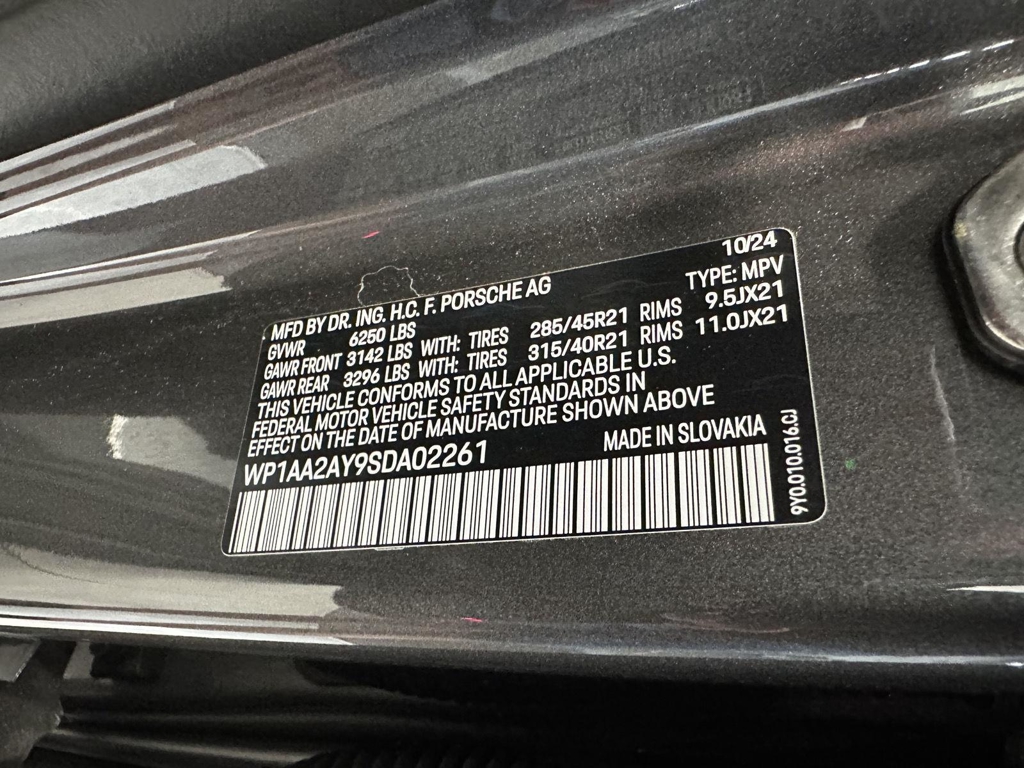 10/24
MFD BY DR. ING. H.C. F. PORSCHE AG TYPE: MPV
GVWR 6250 LBS
GAWR FRONT 3142 LBS WITH: TIRES 285/45R21 RIMS 9.5JX21
GAWR REAR 3296 LBS WITH: TIRES 315/40R21 RIMS 11.0JX21
THIS VEHICLE CONFORMS TO ALL APPLICABLE U.S.
FEDERAL MOTOR VEHICLE SAFETY STANDARDS IN
EFFECT ON THE DATE OF MANUFACTURE SHOWN ABOVE
WP1AA2AY9SDA02261 MADE IN SLOVAKIA
9Y0.010.016.CJ